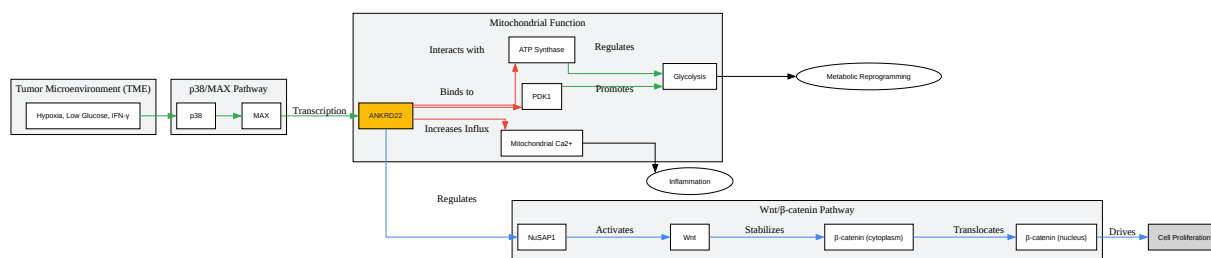 Mitochondrial Function
Interacts with
ATP Synthase
Regulates
Glycolysis
Metabolic Reprogramming
Tumor Microenvironment (TME)
Hypoxia, Low Glucose, IFN-γ
p38/MAX Pathway
p38
MAX
Transcription
ANKRD22
Binds to
PDK1
Promotes
Increases Influx
Mitochondrial Ca2+
Inflammation
Regulates
Wnt/β-catenin Pathway
NuSAP1
Activates
Wnt
Stabilizes
β-catenin (cytoplasm)
Translocates
β-catenin (nucleus)
Drives
Cell Proliferation